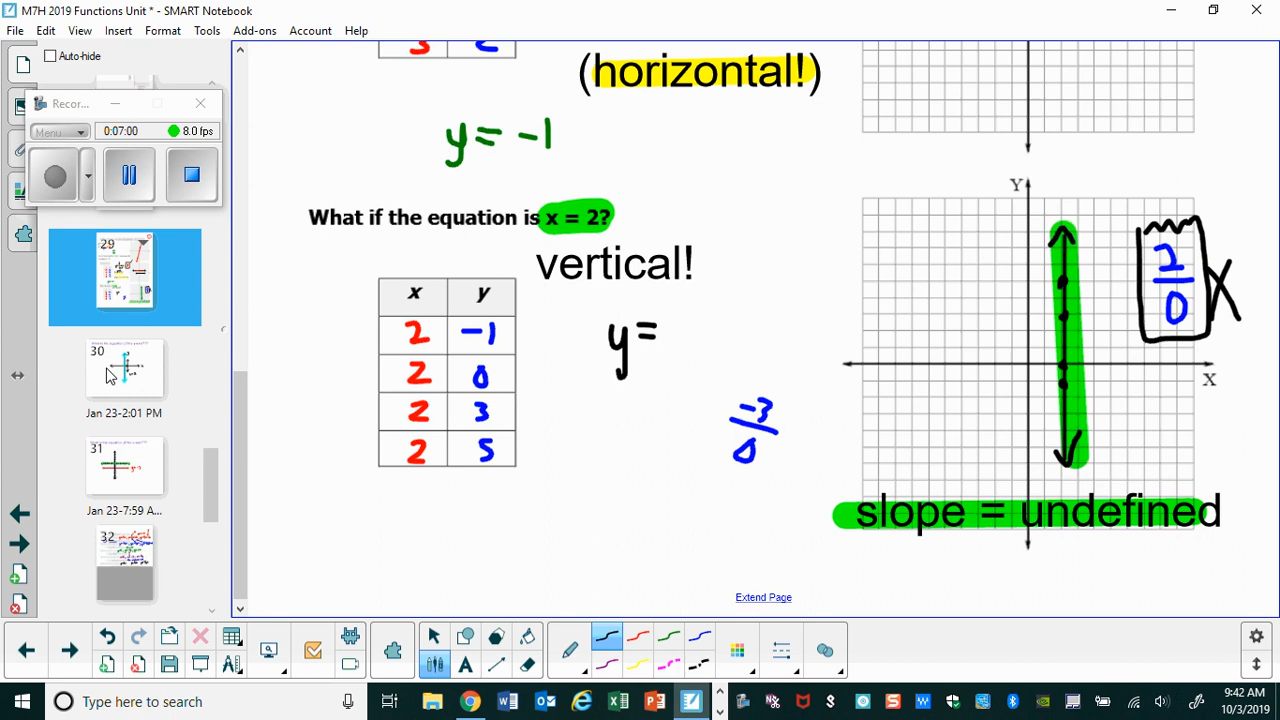 M7H 2019 Functions Unit * - SMART Notebook
File Edit View Insert Format Tools Add-ons Account Help
Auto-hide
Recor...
Menu 0:07:00 8.0 fps
29
30
Jan 23-2:01 PM
31
Jan 23-7:59 A...
32
3 2
(horizontal!)
y = -1
What if the equation is x = 2?
vertical!
x y
2 -1
2 0
2 3
2 5
y =
-3
0
Y
X
2
0
X
slope = undefined
Extend Page
Type here to search
9:42 AM
10/3/2019